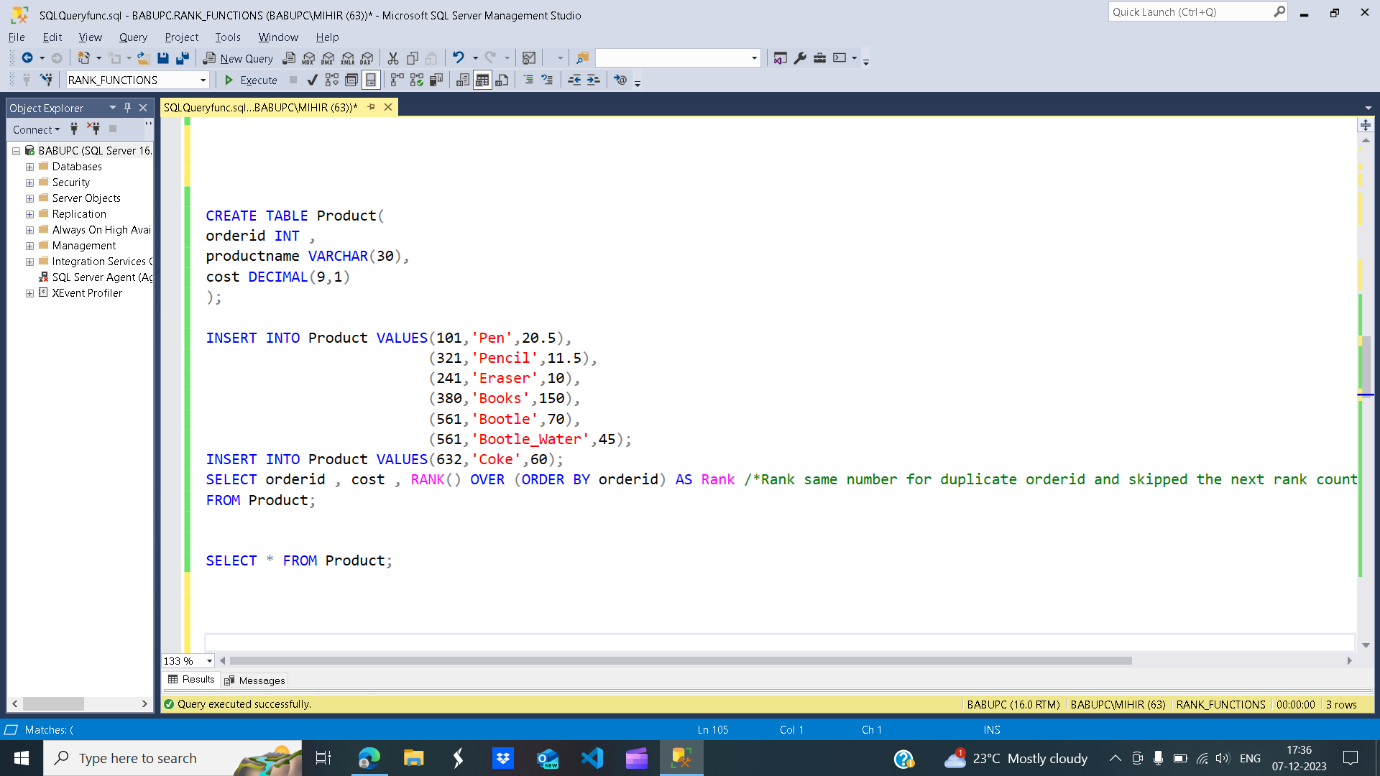 SQLQueryfunc.sql - BABUPC.RANK_FUNCTIONS (BABUPC\MIHIR (63))* - Microsoft SQL Server Management Studio
Quick Launch (Ctrl+Q)
File Edit View Query Project Tools Window Help
New Query
RANK_FUNCTIONS Execute
Object Explorer
SQLQueryfunc.sql...BABUPC\MIHIR (63))*
Connect
BABUPC (SQL Server 16.
Databases
Security
Server Objects
Replication
Always On High Avai
Management
Integration Services C
SQL Server Agent (Ag
XEvent Profiler
CREATE TABLE Product(
orderid INT ,
productname VARCHAR(30),
cost DECIMAL(9,1)
);
INSERT INTO Product VALUES(101,'Pen',20.5),
(321,'Pencil',11.5),
(241,'Eraser',10),
(380,'Books',150),
(561,'Bootle',70),
(561,'Bootle_Water',45);
INSERT INTO Product VALUES(632,'Coke',60);
SELECT orderid , cost , RANK() OVER (ORDER BY orderid) AS Rank /*Rank same number for duplicate orderid and skipped the next rank count
FROM Product;
SELECT * FROM Product;
133 %
Results Messages
Query executed successfully. BABUPC (16.0 RTM) BABUPC\MIHIR (63) RANK_FUNCTIONS 00:00:00 3 rows
Matches: ( Ln 105 Col 1 Ch 1 INS
Type here to search
NEW
1
23°C Mostly cloudy
ENG
17:36
07-12-2023